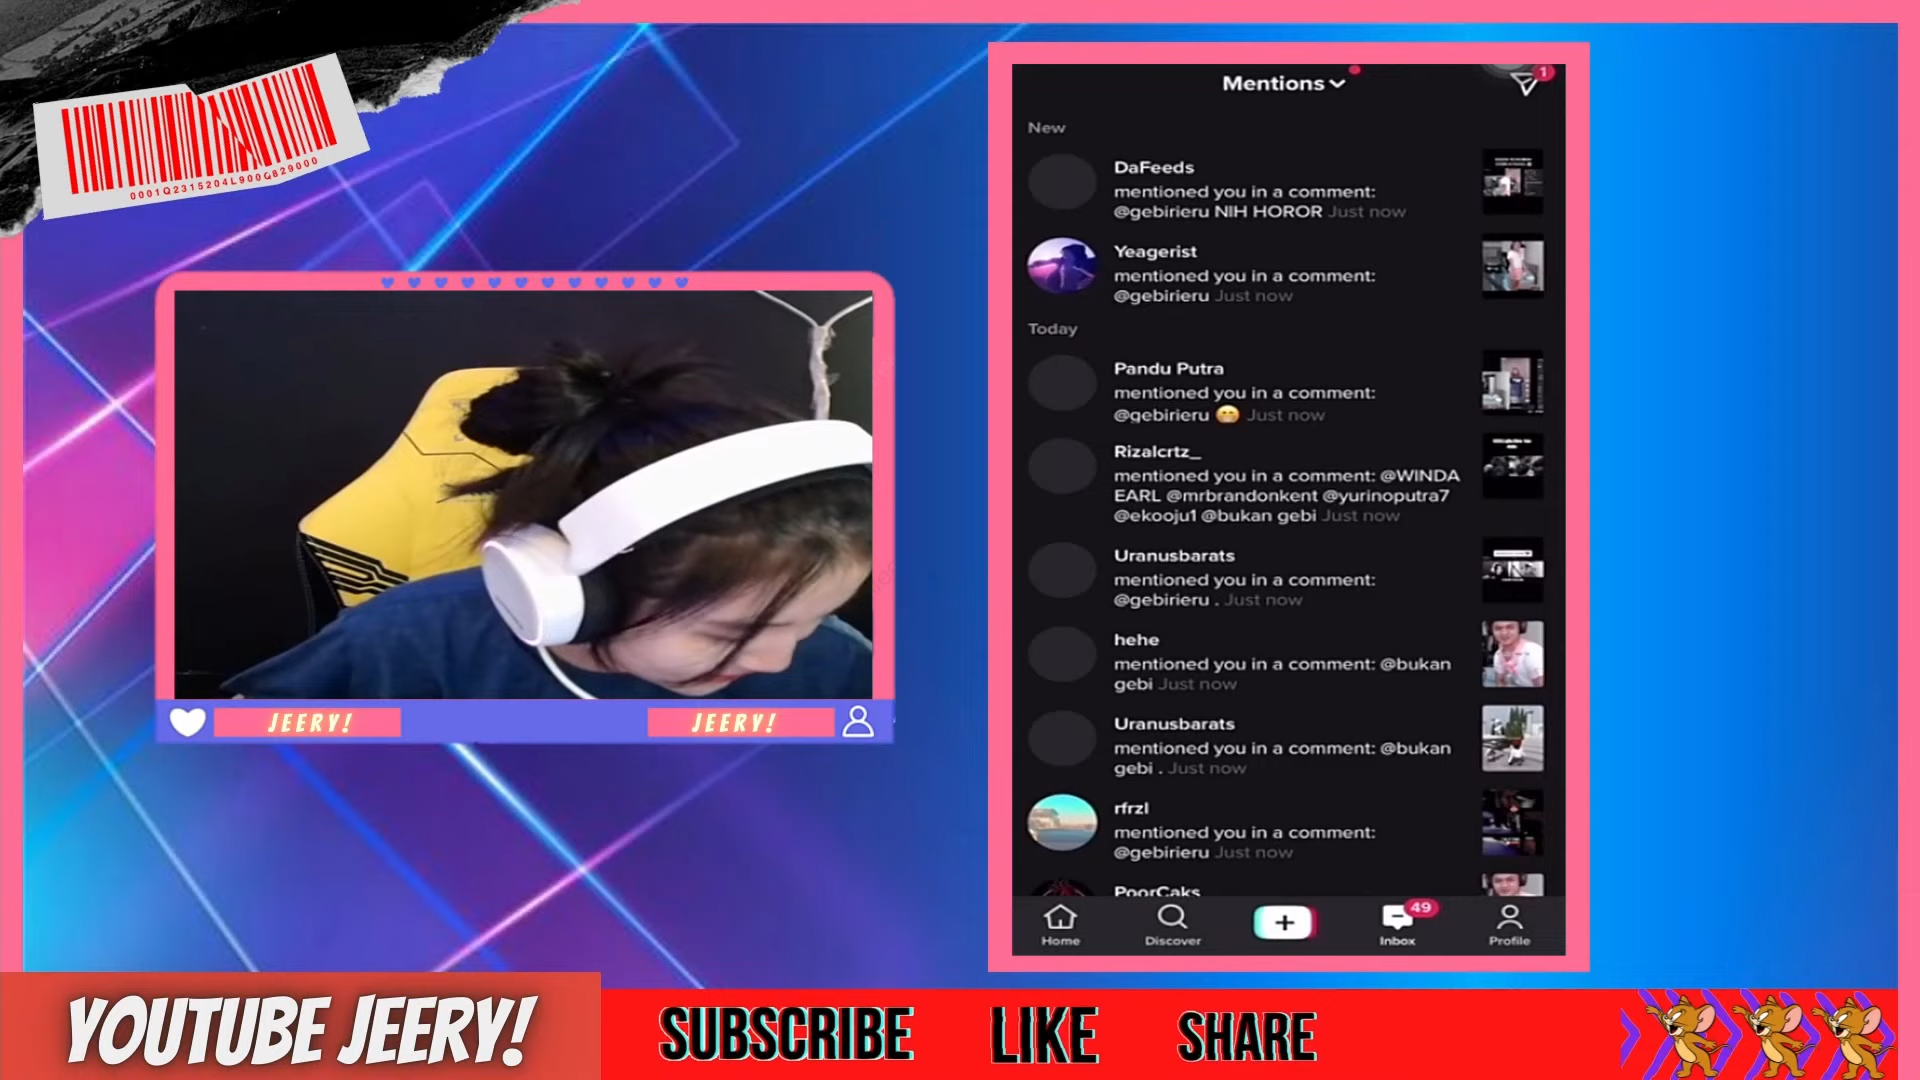 0001Q2315204L900Q829000
JEERY!
JEERY!
Mentions
1
New
DaFeeds
mentioned you in a comment:
@gebirieru NIH HOROR Just now
Yeagerist
mentioned you in a comment:
@gebirieru Just now
Today
Pandu Putra
mentioned you in a comment:
@gebirieru 🤭 Just now
Rizalcrtz_
mentioned you in a comment: @WINDA
EARL @mrbrandonkent @yurinoputra7
@ekooju1 @bukan gebi Just now
Uranusbarats
mentioned you in a comment:
@gebirieru . Just now
hehe
mentioned you in a comment: @bukan
gebi Just now
Uranusbarats
mentioned you in a comment: @bukan
gebi . Just now
rfrzl
mentioned you in a comment:
@gebirieru Just now
PoorCaks
49
Home
Discover
Inbox
Profile
YOUTUBE JEERY!
SUBSCRIBE
LIKE
SHARE